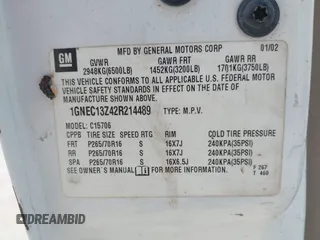 GM
MFD BY GENERAL MOTORS CORP 01/02
GVWR GAWR FRT GAWR RR
2948KG(6500LB) 1452KG(3200LB) 1701KG(3750LB)
THIS VEHICLE CONFORMS TO ALL APPLICABLE U.S. FEDERAL MOTOR
VEHICLE SAFETY STANDARDS IN EFFECT ON THE DATE OF
MANUFACTURE SHOWN ABOVE.
1GNEC13Z42R214489 TYPE: M.P.V.
MODEL: C15706
CPPB TIRE SIZE SPEED RTG RIM COLD TIRE PRESSURE
FRT P265/70R16 S 16X7J 240KPA(35PSI)
RR P265/70R16 S 16X7J 240KPA(35PSI)
SPA P265/70R16 S 16X6.5J 240KPA(35PSI)
SEE OWNER'S MANUAL FOR MORE INFORMATION.
F 267
T 460
DREAMBID